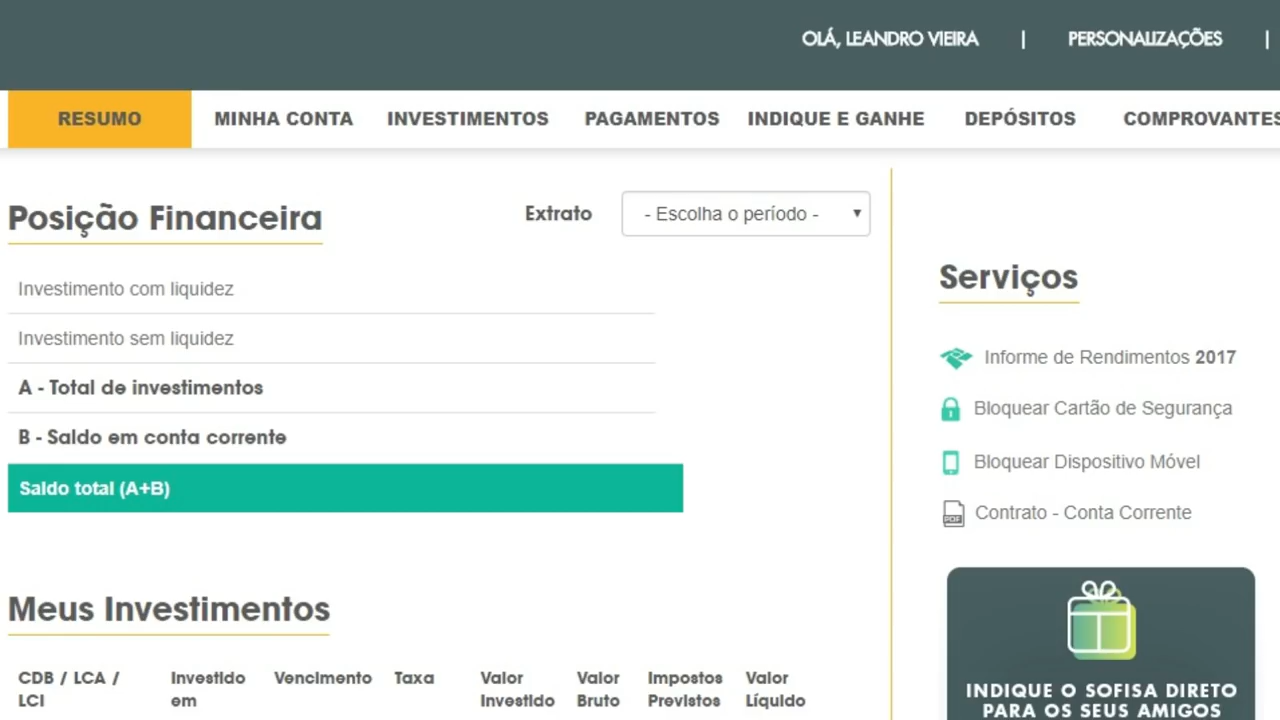 OLÁ, LEANDRO VIEIRA | PERSONALIZAÇÕES |
RESUMO MINHA CONTA INVESTIMENTOS PAGAMENTOS INDIQUE E GANHE DEPÓSITOS COMPROVANTES
Posição Financeira
Extrato - Escolha o período -
Investimento com liquidez
Investimento sem liquidez
A - Total de investimentos
B - Saldo em conta corrente
Saldo total (A+B)
Serviços
Informe de Rendimentos 2017
Bloquear Cartão de Segurança
Bloquear Dispositivo Móvel
PDF Contrato - Conta Corrente
INDIQUE O SOFISA DIRETO
PARA OS SEUS AMIGOS
Meus Investimentos
CDB / LCA / Investido Vencimento Taxa Valor Valor Impostos Valor
LCI em Investido Bruto Previstos Líquido